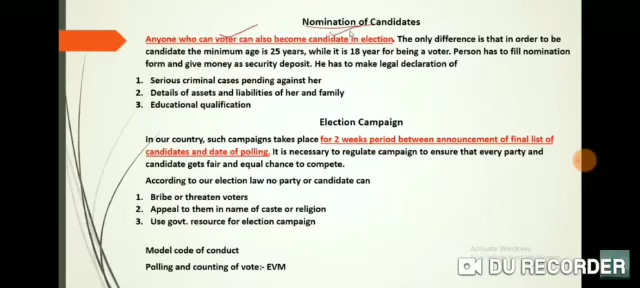 Nomination of Candidates
Anyone who can voter can also become candidate in election. The only difference is that in order to be
candidate the minimum age is 25 years, while it is 18 year for being a voter. Person has to fill nomination
form and give money as security deposit. He has to make legal declaration of
1. Serious criminal cases pending against her
2. Details of assets and liabilities of her and family
3. Educational qualification
Election Campaign
In our country, such campaigns takes place for 2 weeks period between announcement of final list of
candidates and date of polling. It is necessary to regulate campaign to ensure that every party and
candidate gets fair and equal chance to compete.
According to our election law no party or candidate can
1. Bribe or threaten voters
2. Appeal to them in name of caste or religion
3. Use govt. resource for election campaign
Model code of conduct
Activate Windows
Polling and counting of vote:- EVM
DU RECORDER